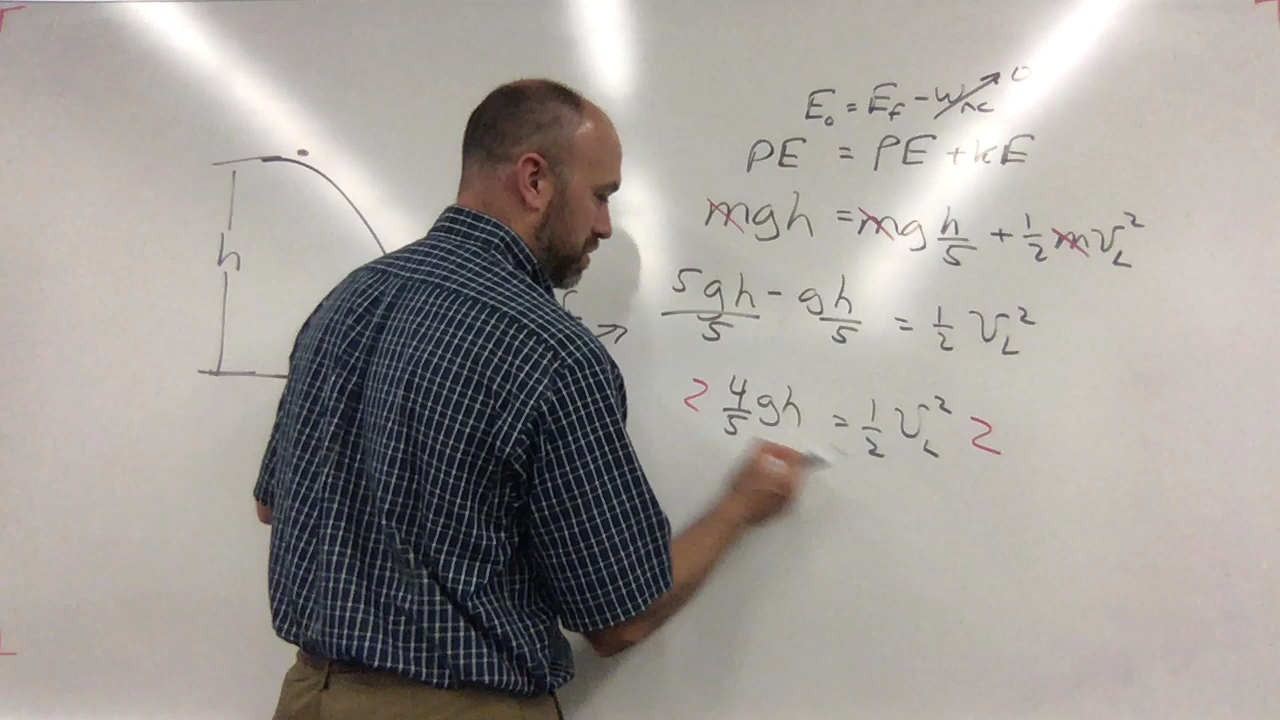 h
E₀ = E_f - W_nc → 0
PE = PE + kE
mgh = mg h/5 + 1/2 mv_L²
5gh/5 - gh/5 = 1/2 v_L²
2 4/5 gh = 1/2 v_L² 2